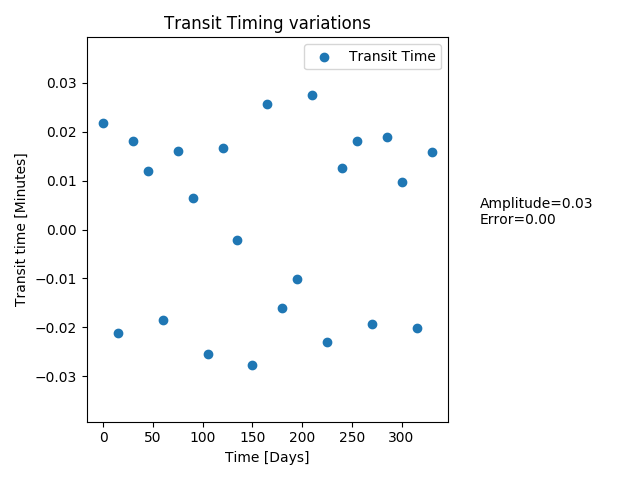 Transit Timing variations
Transit Time
0.03
0.02
0.01
0.00
−0.01
−0.02
−0.03
Transit time [Minutes]
Amplitude=0.03
Error=0.00
0 50 100 150 200 250 300
Time [Days]